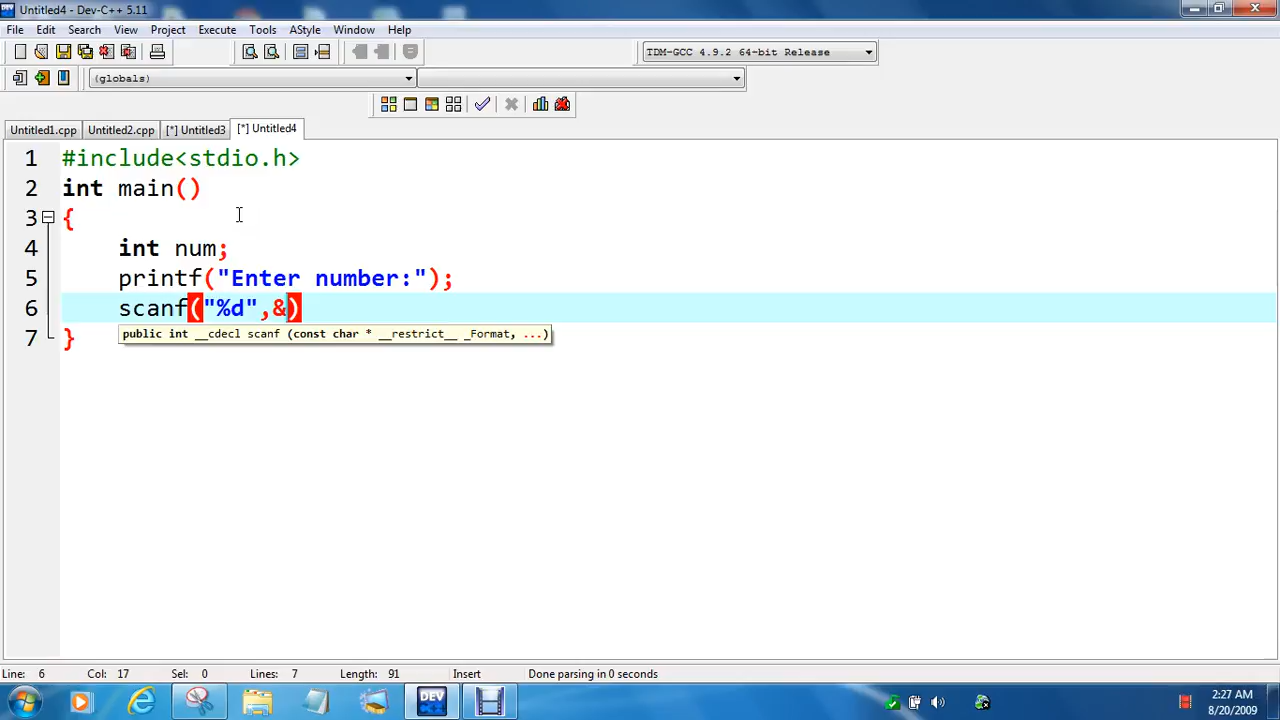 Untitled4 - Dev-C++ 5.11
File Edit Search View Project Execute Tools AStyle Window Help
TDM-GCC 4.9.2 64-bit Release
(globals)
Untitled1.cpp Untitled2.cpp [*] Untitled3 [*] Untitled4
1 #include<stdio.h>
2 int main()
3 {
4 int num;
5 printf("Enter number:");
6 scanf("%d",&)
public int __cdecl scanf (const char * __restrict__ _Format, ...)
7 }
Line: 6 Col: 17 Sel: 0 Lines: 7 Length: 91 Insert Done parsing in 0 seconds
DEV
2:27 AM
8/20/2009